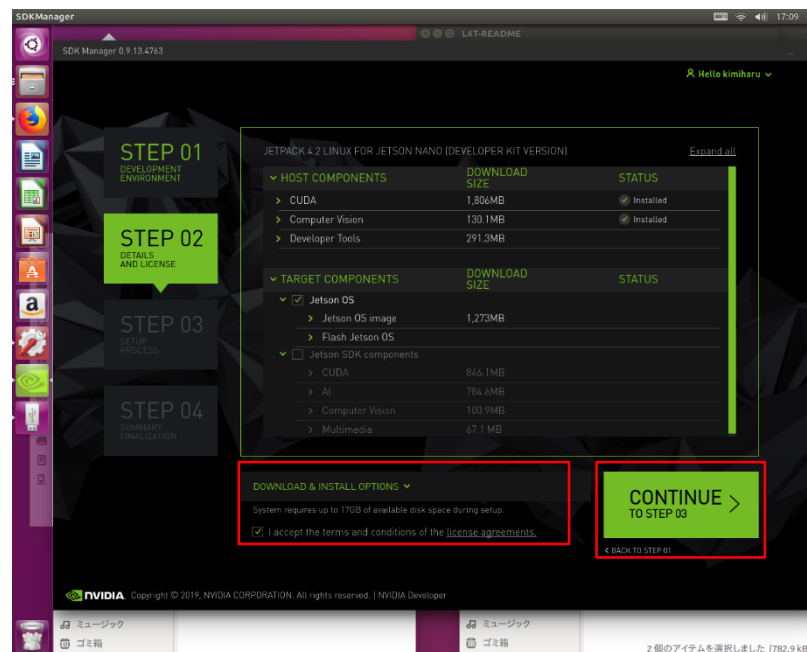 SDKManager
17:09
L4T-README
SDK Manager 0.9.13.4763
Hello kimiharu
STEP 01
DEVELOPMENT
ENVIRONMENT
STEP 02
DETAILS
AND LICENSE
STEP 03
SETUP
PROCESS
STEP 04
SUMMARY
FINALIZATION
JETPACK 4.2 LINUX FOR JETSON NANO (DEVELOPER KIT VERSION)
Expand all
HOST COMPONENTS DOWNLOAD SIZE STATUS
CUDA 1,806MB Installed
Computer Vision 130.1MB Installed
Developer Tools 291.3MB
TARGET COMPONENTS DOWNLOAD SIZE STATUS
Jetson OS
Jetson OS image 1,273MB
Flash Jetson OS
Jetson SDK components
CUDA 846.1MB
AI 784.6MB
Computer Vision 100.9MB
Multimedia 67.1 MB
DOWNLOAD & INSTALL OPTIONS
System requires up to 17GB of available disk space during setup.
I accept the terms and conditions of the license agreements.
CONTINUE
TO STEP 03
BACK TO STEP 01
NVIDIA. Copyright © 2019, NVIDIA CORPORATION. All rights reserved. | NVIDIA Developer
ミュージック
ゴミ箱
ミュージック
ゴミ箱
2 個のアイテムを選択しました (782.9 kB